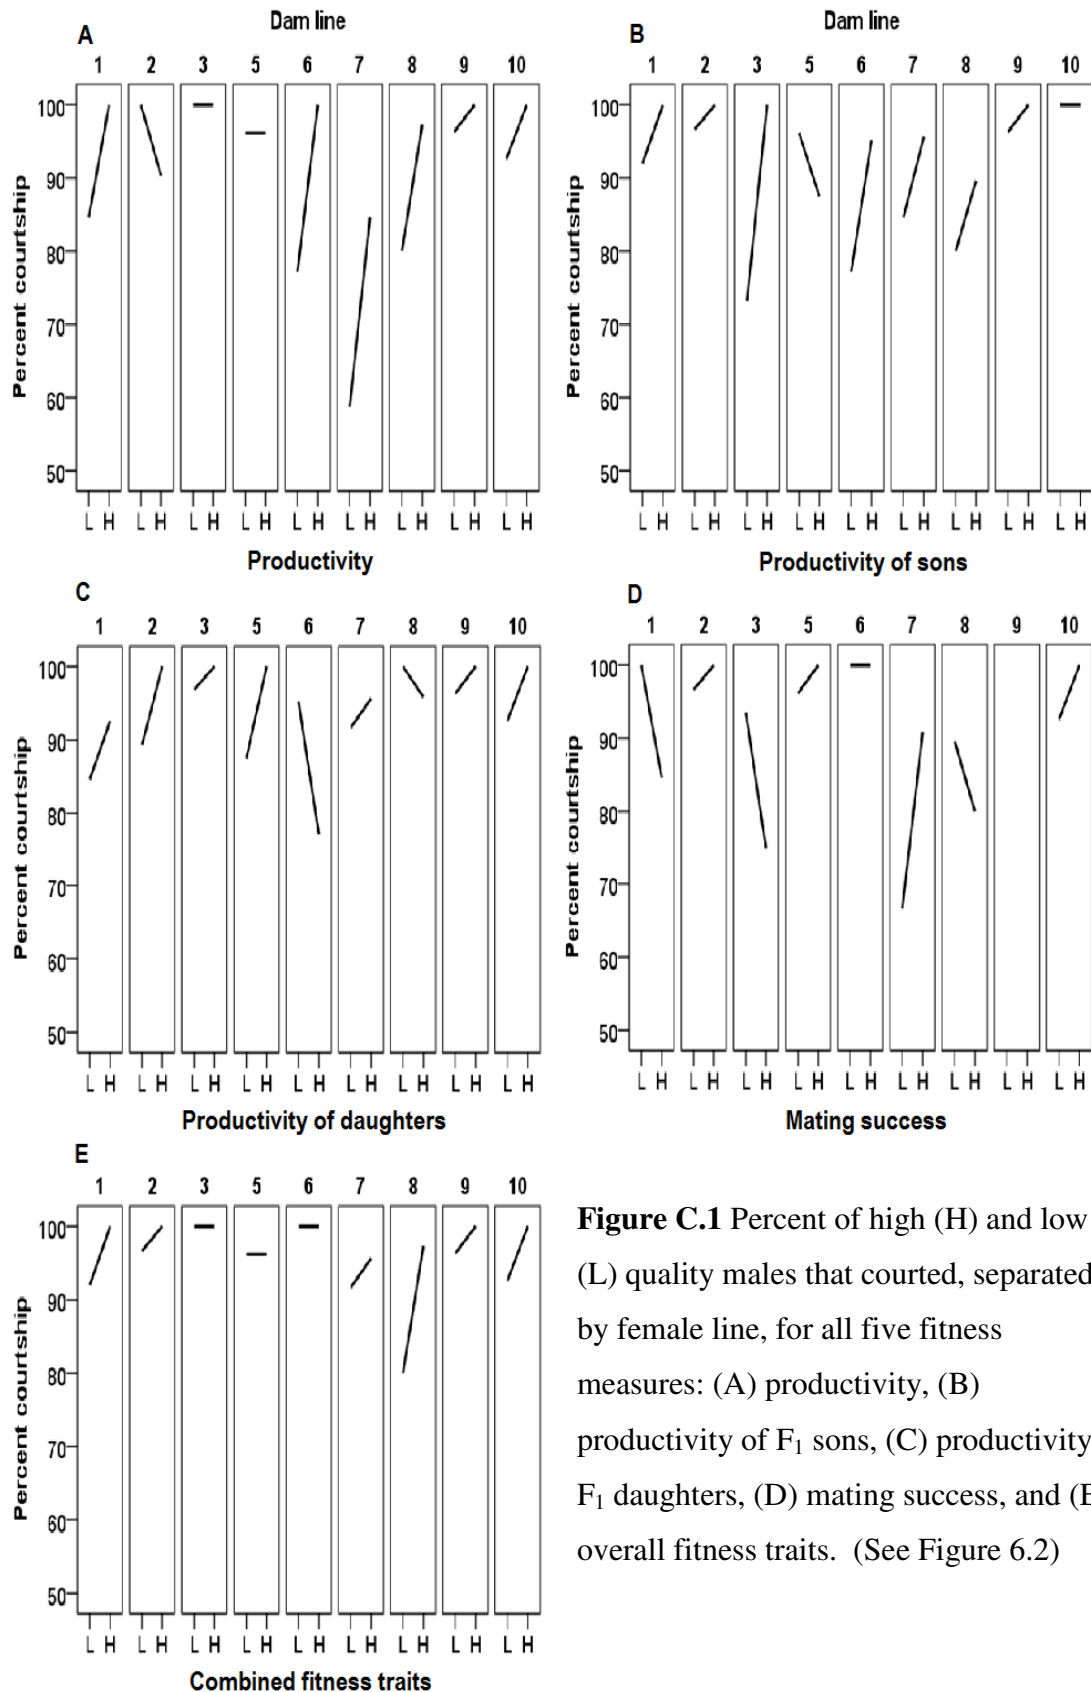 A
Dam line
1 2 3 5 6 7 8 9 10
100
90
80
70
60
50
Percent courtship
L H L H L H L H L H L H L H L H L H
Productivity
B
Dam line
1 2 3 5 6 7 8 9 10
100
90
80
70
60
50
Percent courtship
L H L H L H L H L H L H L H L H L H
Productivity of sons
C
1 2 3 5 6 7 8 9 10
100
90
80
70
60
50
Percent courtship
L H L H L H L H L H L H L H L H L H
Productivity of daughters
D
1 2 3 5 6 7 8 9 10
100
90
80
70
60
50
Percent courtship
L H L H L H L H L H L H L H L H L H
Mating success
E
1 2 3 5 6 7 8 9 10
100
90
80
70
60
50
Percent courtship
L H L H L H L H L H L H L H L H L H
Combined fitness traits
Figure C.1 Percent of high (H) and low
(L) quality males that courted, separated
by female line, for all five fitness
measures: (A) productivity, (B)
productivity of F₁ sons, (C) productivity
F₁ daughters, (D) mating success, and (E
overall fitness traits. (See Figure 6.2)